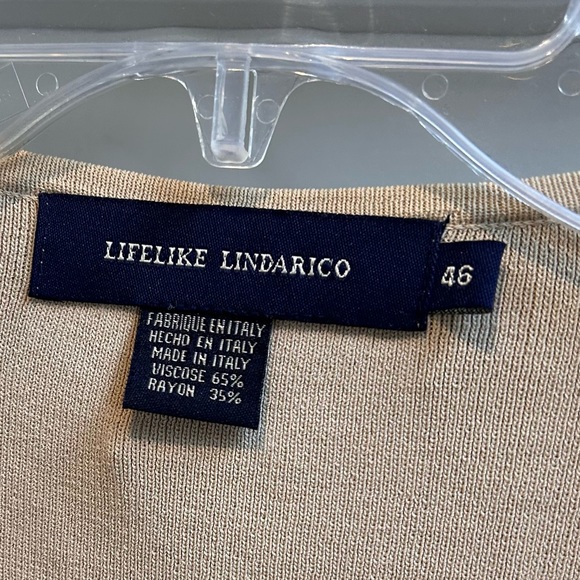 LIFELIKE LINDARICO
46
FABRIQUE EN ITALY
HECHO EN ITALY
MADE IN ITALY
VISCOSE 65%
RAYON 35%